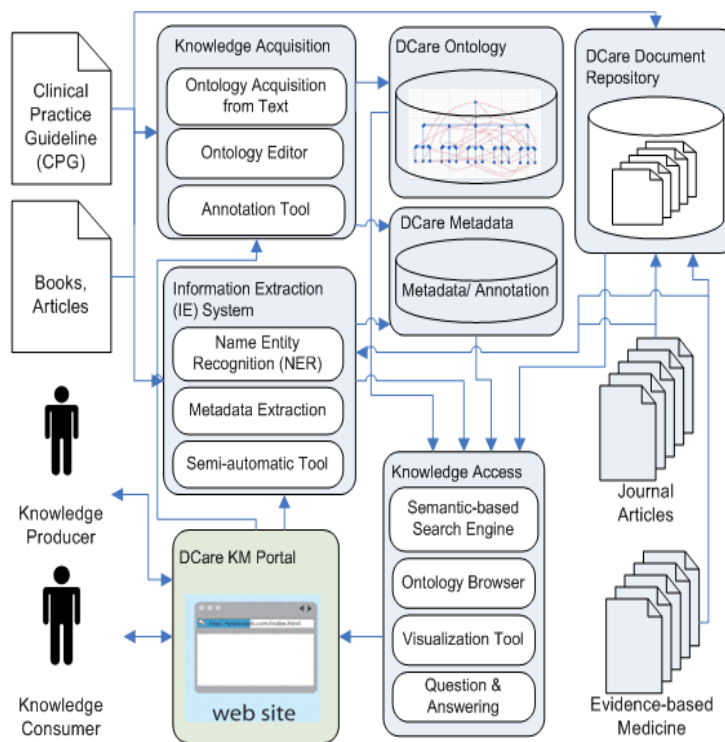 Clinical
Practice
Guideline
(CPG)
Books,
Articles
Knowledge
Producer
Knowledge
Consumer
Knowledge Acquisition
Ontology Acquisition
from Text
Ontology Editor
Annotation Tool
Information Extraction
(IE) System
Name Entity
Recognition (NER)
Metadata Extraction
Semi-automatic Tool
DCare KM Portal
web site
DCare Ontology
DCare Metadata
Metadata/ Annotation
Knowledge Access
Semantic-based
Search Engine
Ontology Browser
Visualization Tool
Question &
Answering
DCare Document
Repository
Journal
Articles
Evidence-based
Medicine